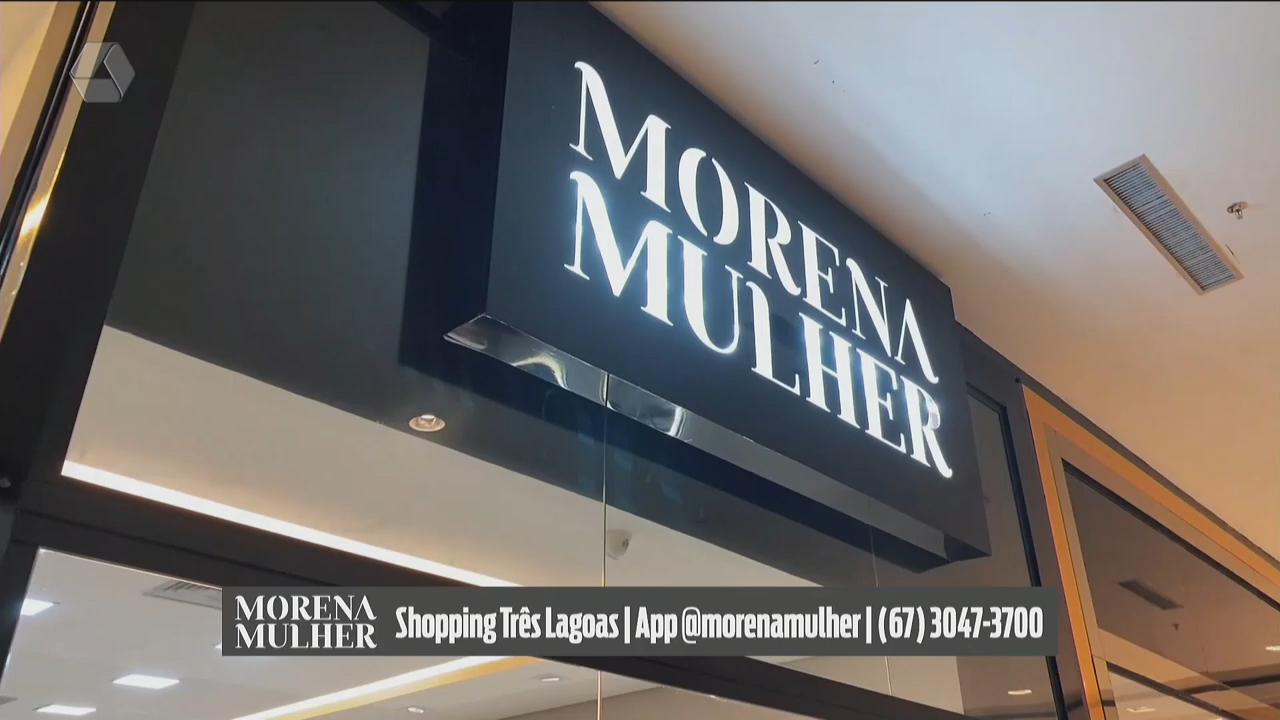 MORENA
MULHER
MORENA
MULHER
Shopping Três Lagoas | App @morenamulher | (67) 3047-3700